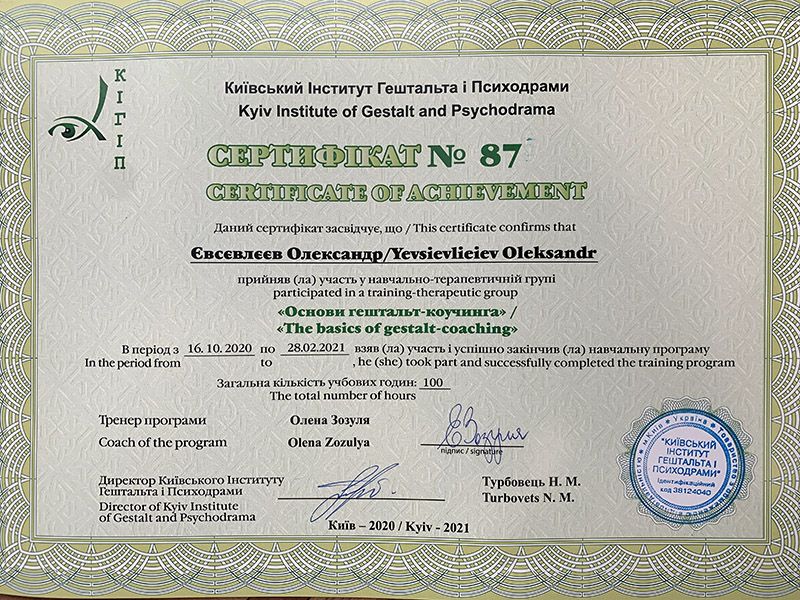 КІГІП
Київський Інститут Гештальта і Психодрами
Kyiv Institute of Gestalt and Psychodrama
СЕРТИФІКАТ № 87
CERTIFICATE OF ACHIEVEMENT
Даний сертифікат засвідчує, що / This certificate confirms that
Євсєвлєєв Олександр/Yevsievlieiev Oleksandr
прийняв (ла) участь у навчально-терапевтичній групі
participated in a training-therapeutic group
«Основи гештальт-коучинга» /
«The basics of gestalt-coaching»
В період з 16. 10. 2020 по 28.02.2021 взяв (ла) участь і успішно закінчив (ла) навчальну програму
In the period from to , he (she) took part and successfully completed the training program
Загальна кількість учбових годин: 100
The total number of hours
Тренер програми Олена Зозуля
Coach of the program Olena Zozulya
підпис / signature
Директор Київського Інституту
Гештальта і Психодрами
Director of Kyiv Institute
of Gestalt and Psychodrama
Турбовець Н. М.
Turbovets N. M.
Київ – 2020 / Kyiv - 2021
м.Київ * Україна * Товариство з
"КИЇВСЬКИЙ
ІНСТИТУТ
ГЕШТАЛЬТА І
ПСИХОДРАМИ"
Ідентифікаційний
код 38124040